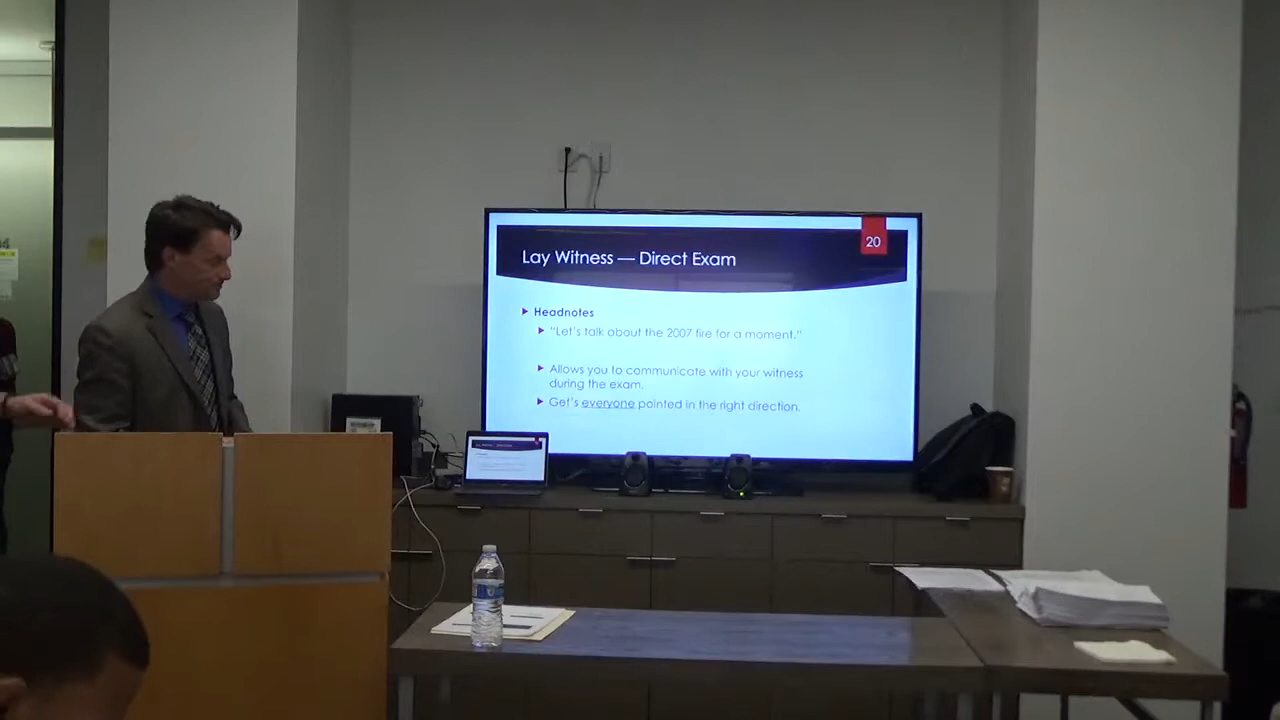 20
Lay Witness — Direct Exam
Headnotes
"Let's talk about the 2007 fire for a moment."
Allows you to communicate with your witness
during the exam.
Get's everyone pointed in the right direction.